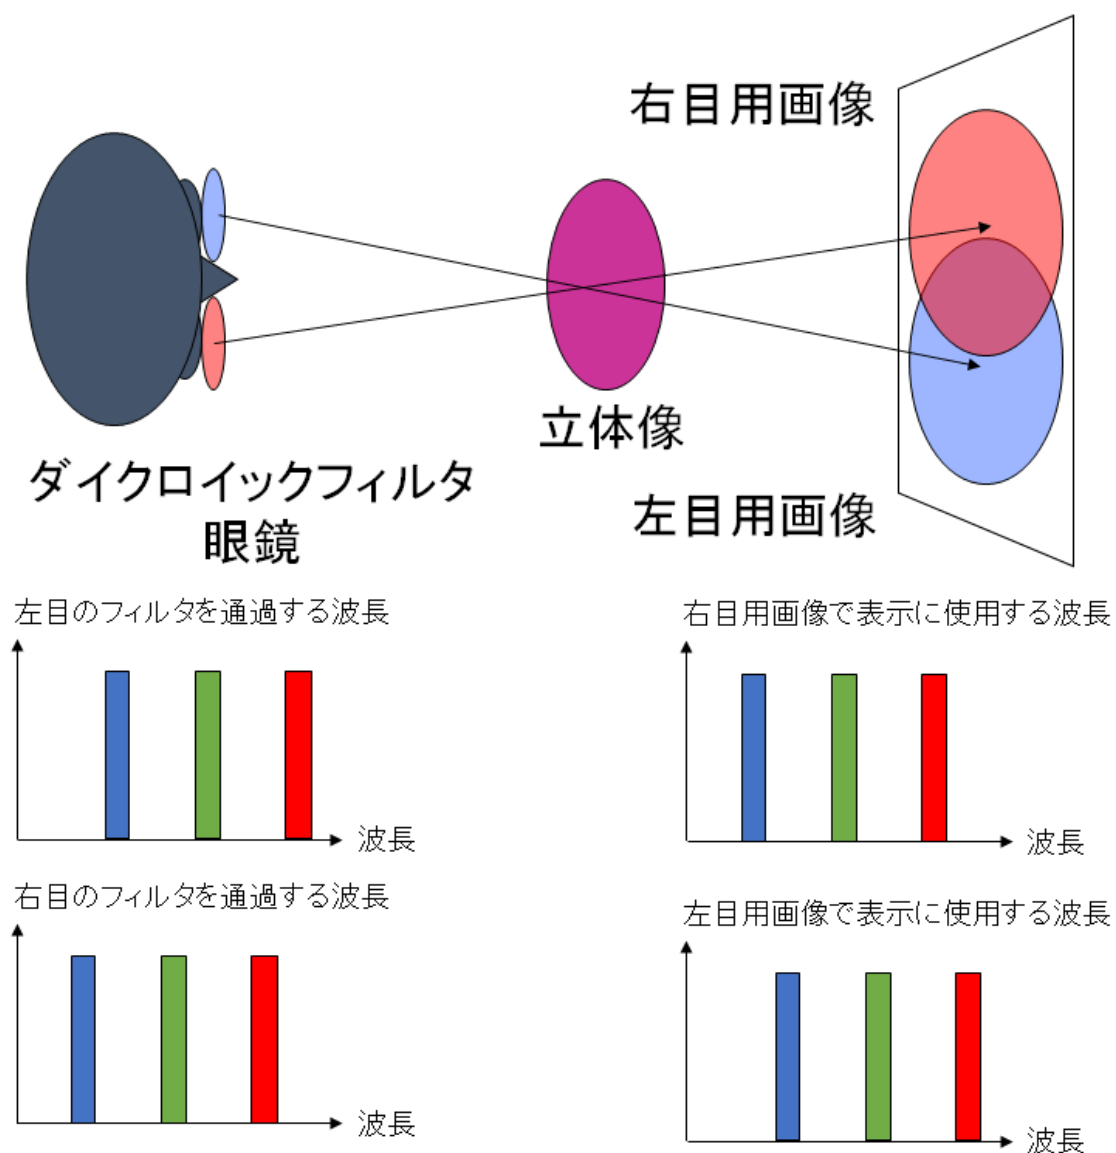 右目用画像
立体像
ダイクロイックフィルタ
眼鏡
左目用画像
左目のフィルタを通過する波長
波長
右目用画像で表示に使用する波長
波長
右目のフィルタを通過する波長
波長
左目用画像で表示に使用する波長
波長